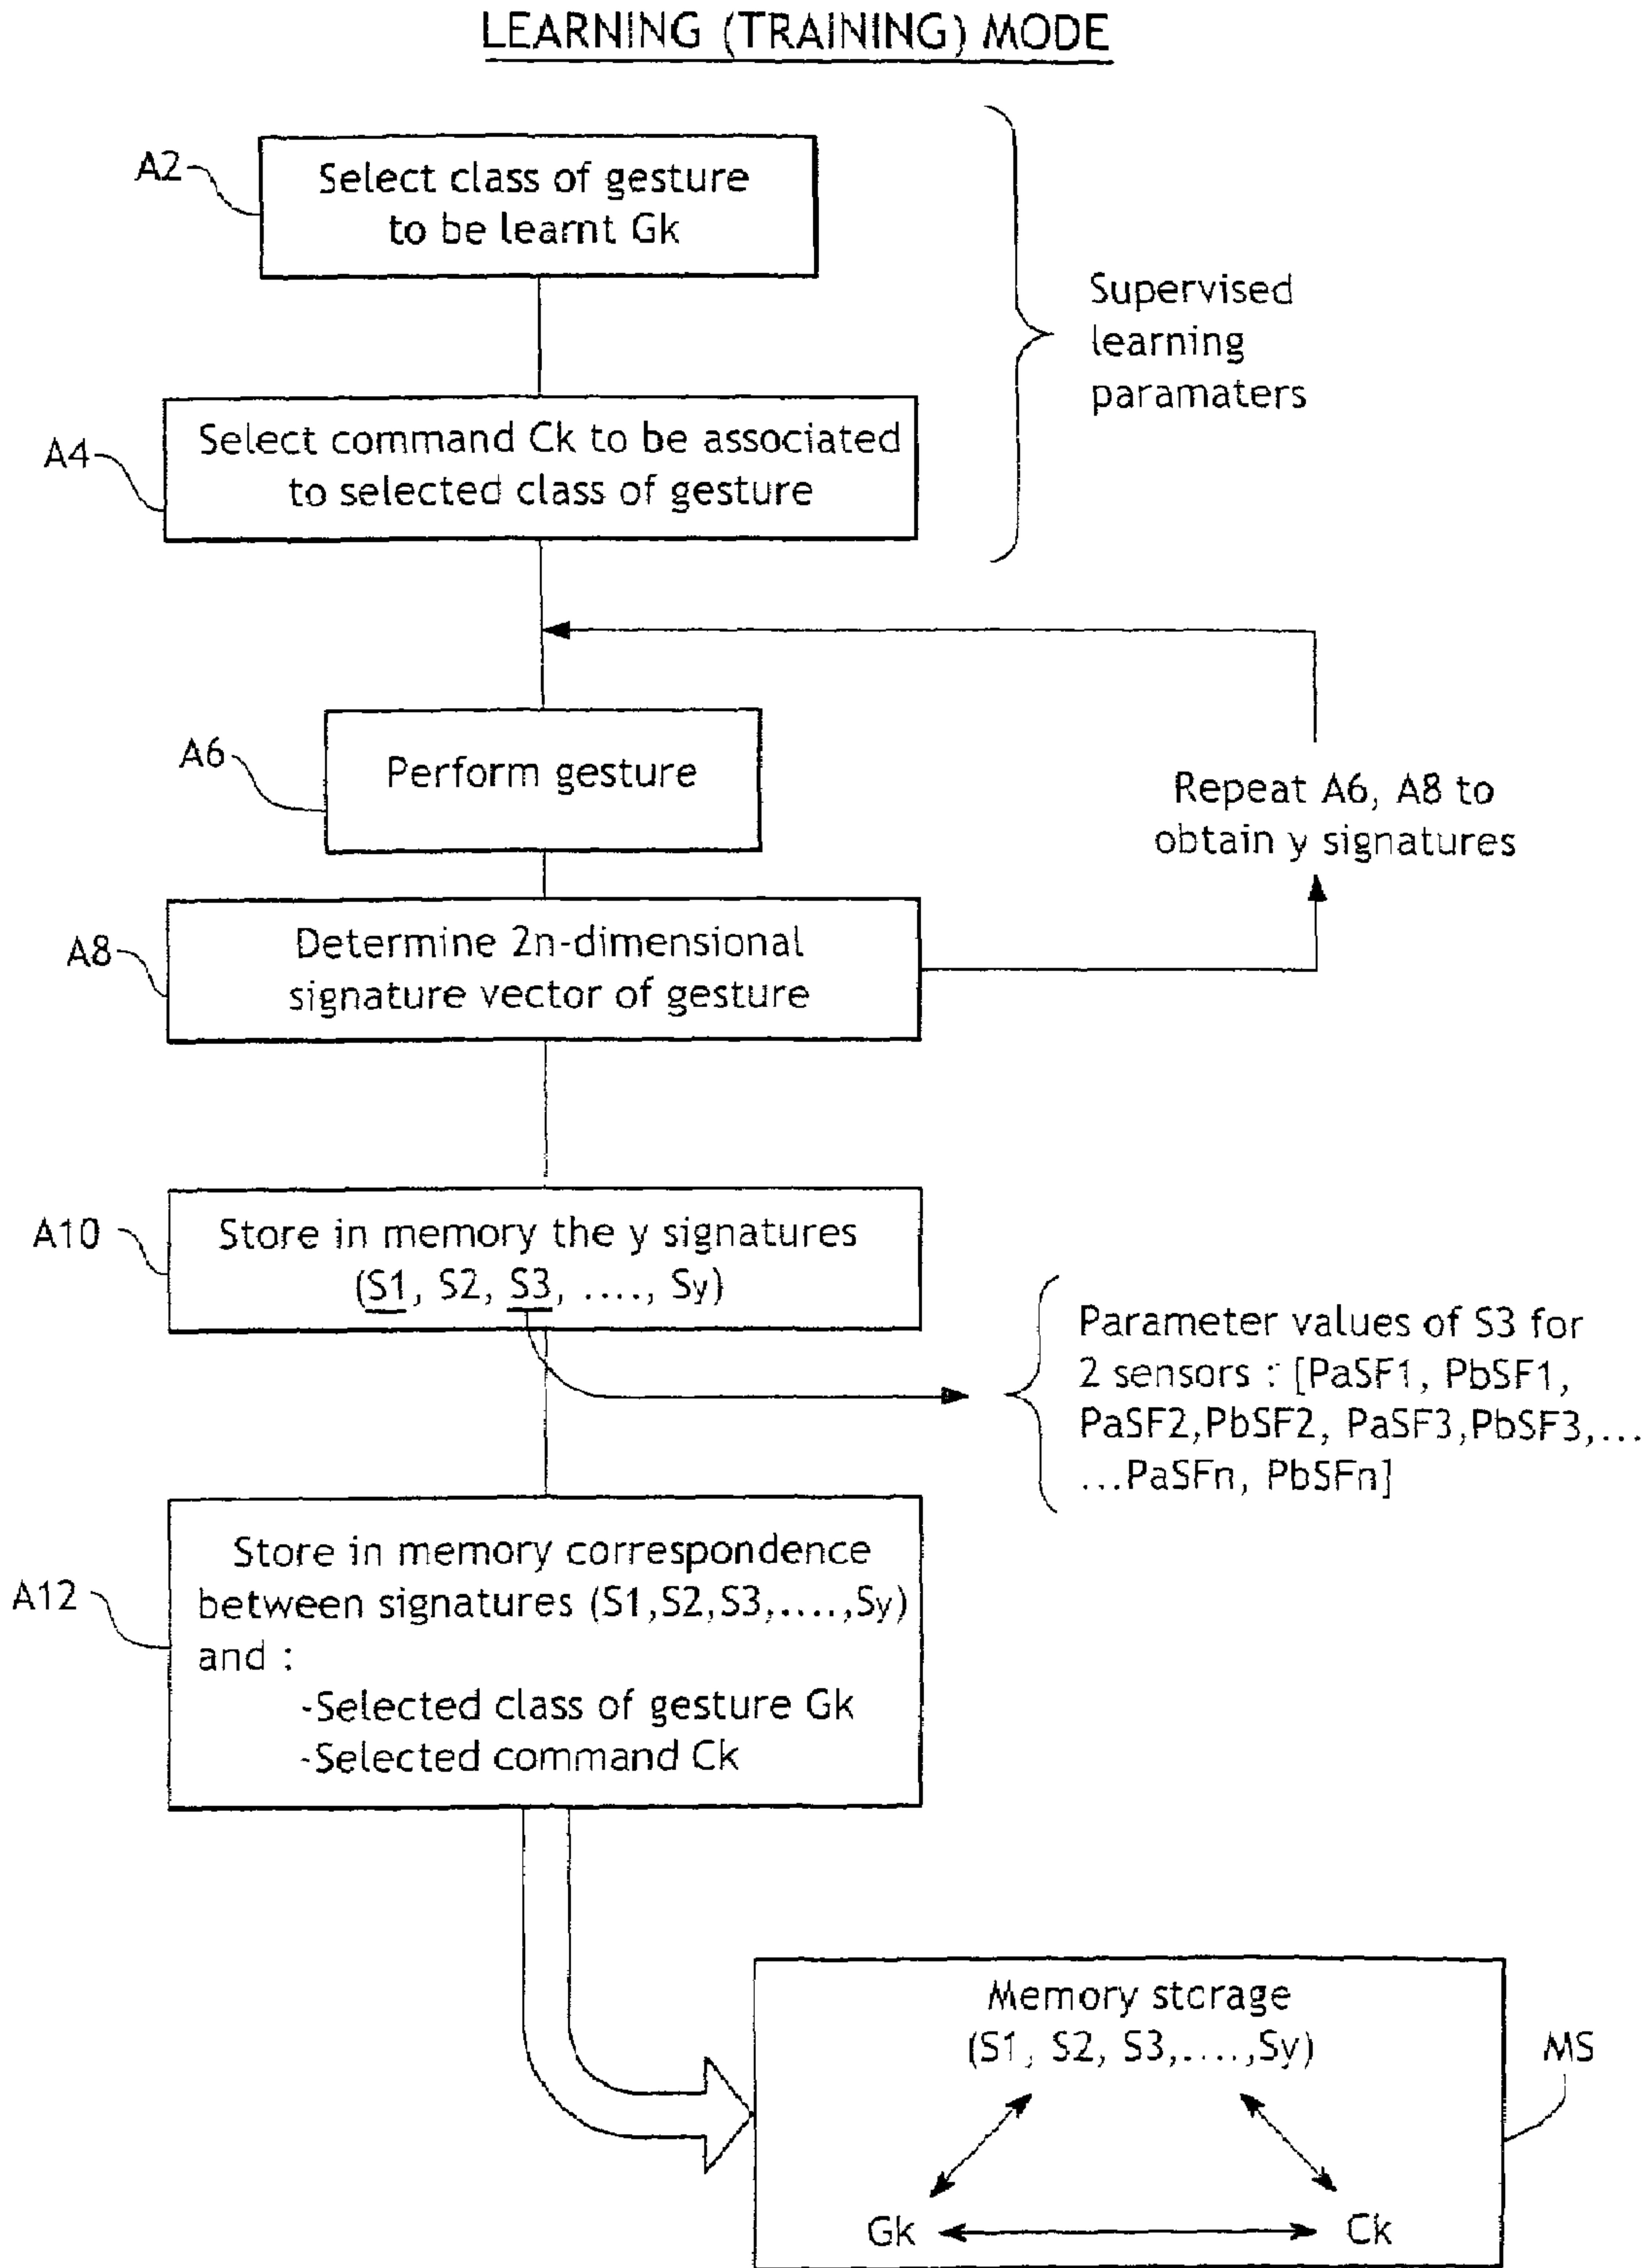 LEARNING (TRAINING) MODE
A2
Select class of gesture
to be learnt Gk
Supervised
learning
paramaters
A4
Select command Ck to be associated
to selected class of gesture
A6
Perform gesture
Repeat A6, A8 to
obtain y signatures
A8
Determine 2n-dimensional
signature vector of gesture
A10
Store in memory the y signatures
(S1, S2, S3, ...., Sy)
Parameter values of S3 for
2 sensors : [PaSF1, PbSF1,
PaSF2,PbSF2, PaSF3,PbSF3,...
...PaSFn, PbSFn]
A12
Store in memory correspondence
between signatures (S1,S2,S3,....,Sy)
and :
-Selected class of gesture Gk
-Selected command Ck
Memory storage
(S1, S2, S3,....,Sy)
MS
Gk
Ck